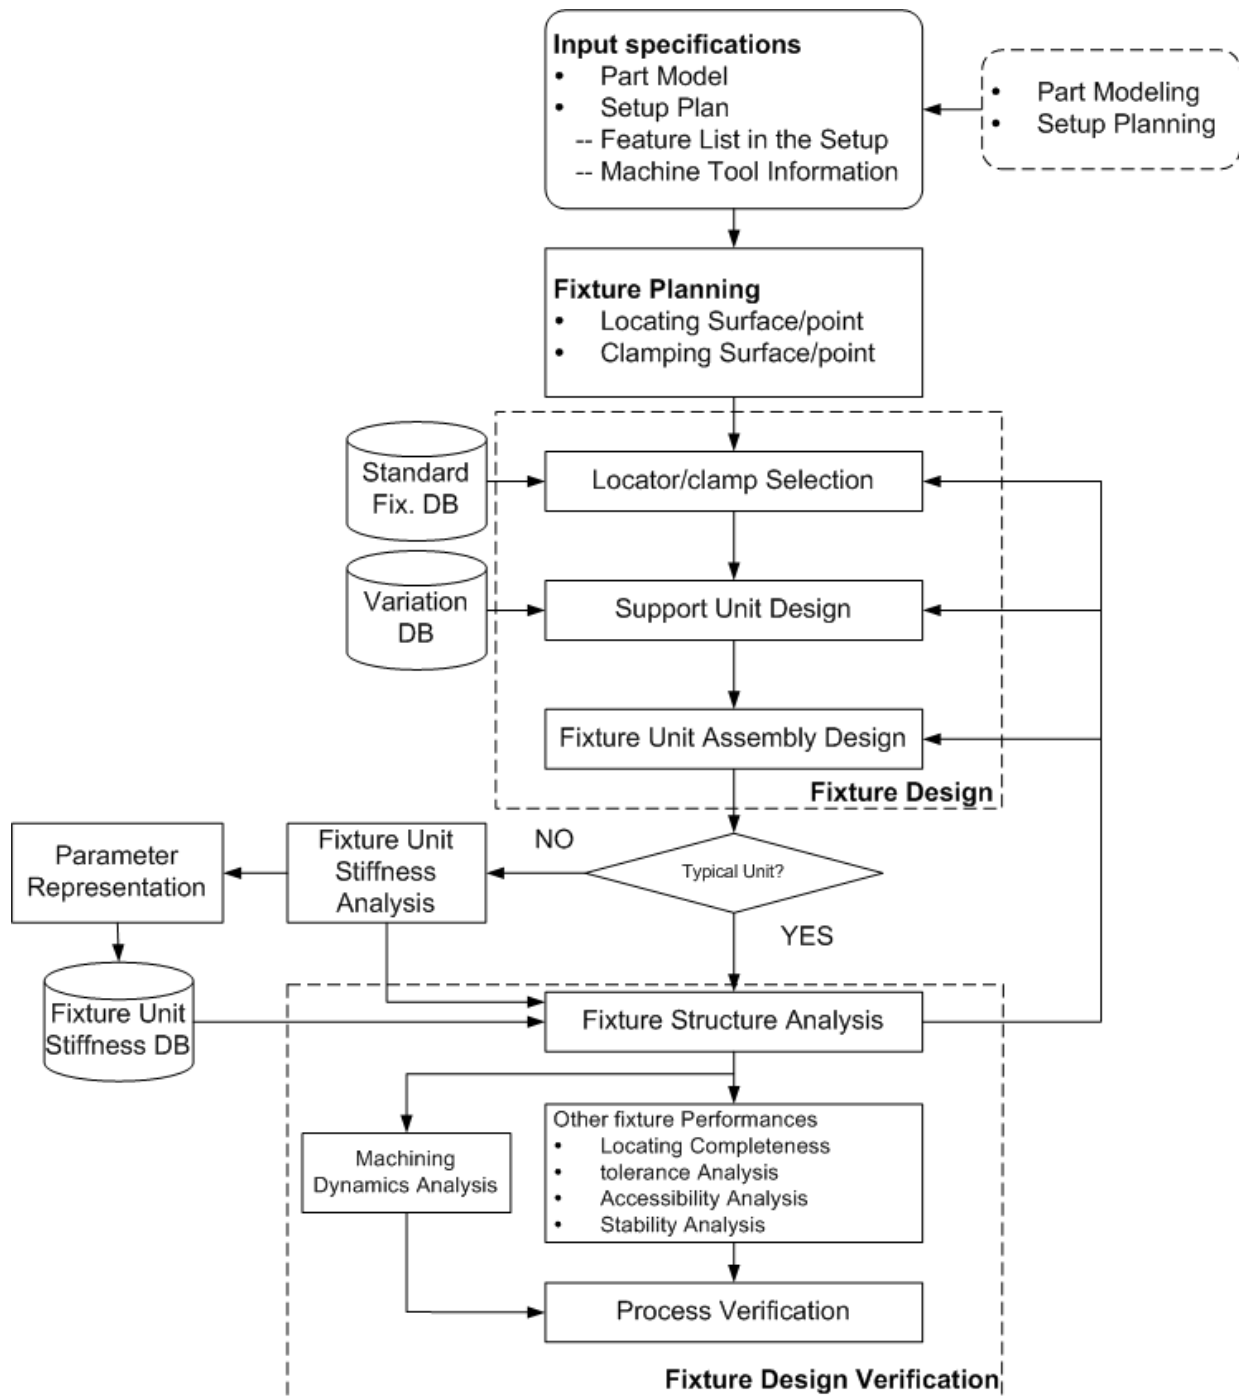 Input specifications
• Part Model
• Setup Plan
-- Feature List in the Setup
-- Machine Tool Information
• Part Modeling
• Setup Planning
Fixture Planning
• Locating Surface/point
• Clamping Surface/point
Standard
Fix. DB
Locator/clamp Selection
Variation
DB
Support Unit Design
Fixture Unit Assembly Design
Fixture Design
Parameter
Representation
Fixture Unit
Stiffness
Analysis
NO
Typical Unit?
YES
Fixture Unit
Stiffness DB
Fixture Structure Analysis
Machining
Dynamics Analysis
Other fixture Performances
• Locating Completeness
• tolerance Analysis
• Accessibility Analysis
• Stability Analysis
Process Verification
Fixture Design Verification